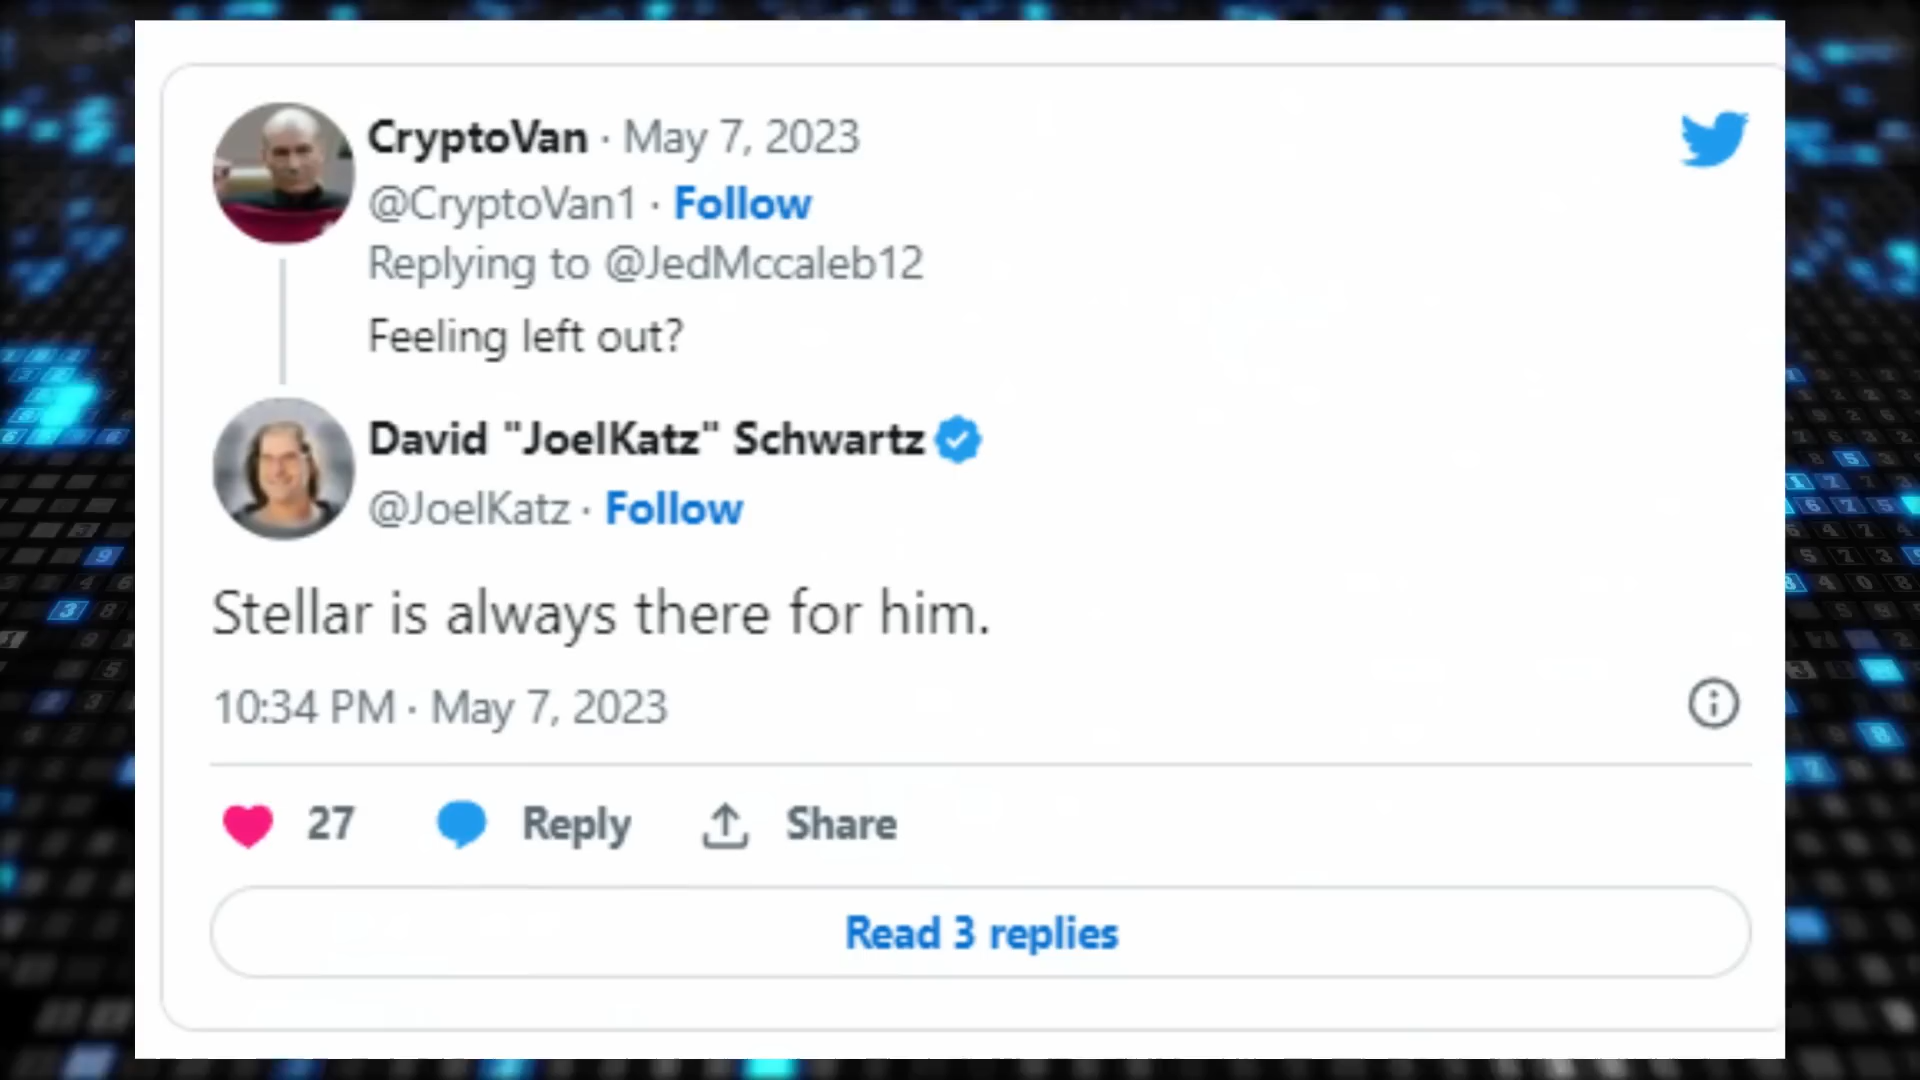 CryptoVan · May 7, 2023
@CryptoVan1 · Follow
Replying to @JedMccaleb12
Feeling left out?
David "JoelKatz" Schwartz
@JoelKatz · Follow
Stellar is always there for him.
10:34 PM · May 7, 2023
27 Reply Share
Read 3 replies